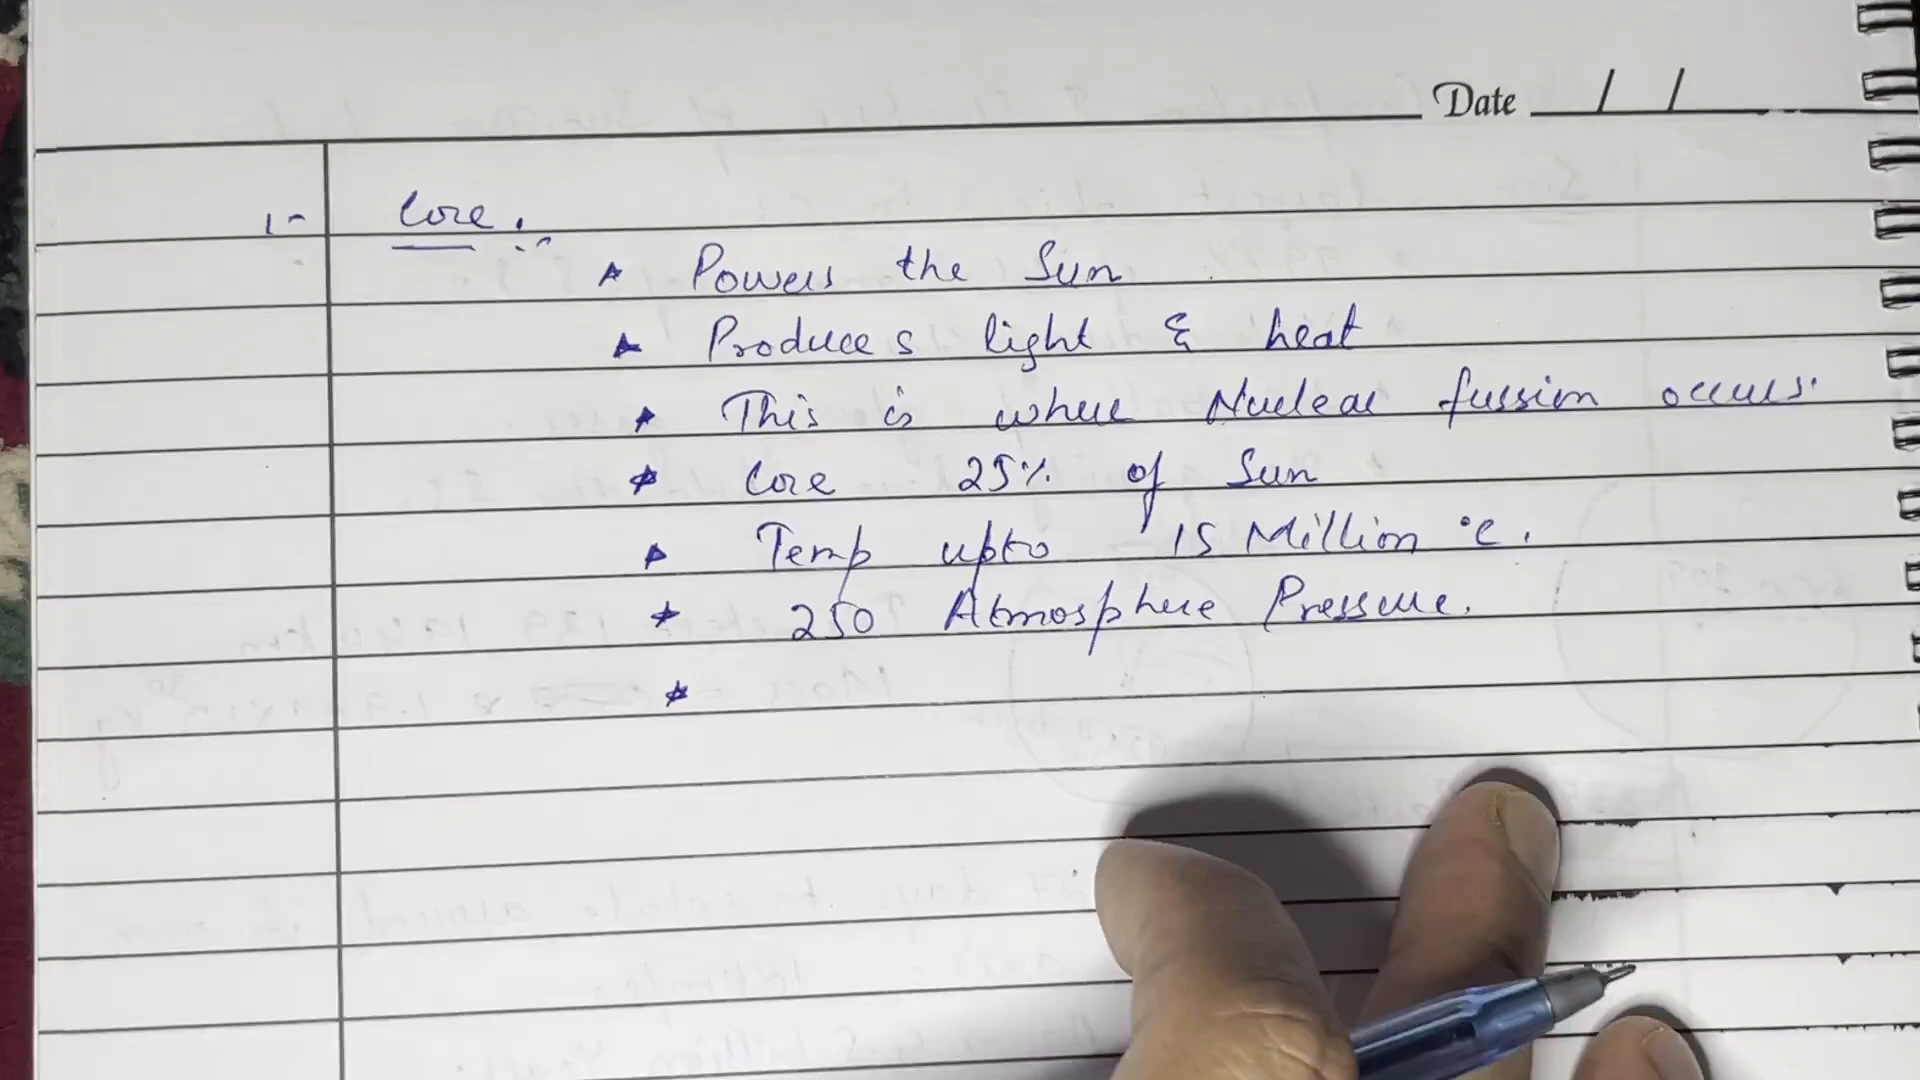 Date / /
1- Core :-
* Powers the Sun
* Produces light & heat
* This is where Nuclear fussion occurs.
* Core 25% of Sun
* Temp upto 15 Million °C.
* 250 Atmosphere Pressure.
*